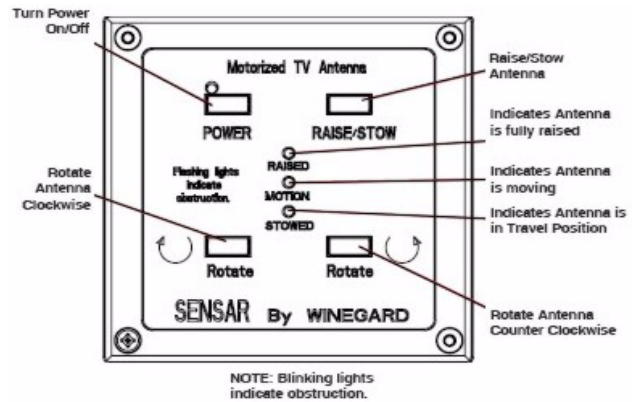 Turn Power
On/Off
Motorized TV Antenna
Raise/Stow
Antenna
POWER
RAISE/STOW
Indicates Antenna
is fully raised
RAISED
Flashing lights
indicate
obstruction.
Rotate
Antenna
Clockwise
MOTION
Indicates Antenna
is moving
STOWED
Indicates Antenna is
in Travel Position
Rotate
Rotate
SENSAR By WINEGARD
Rotate Antenna
Counter Clockwise
NOTE: Blinking lights
indicate obstruction.